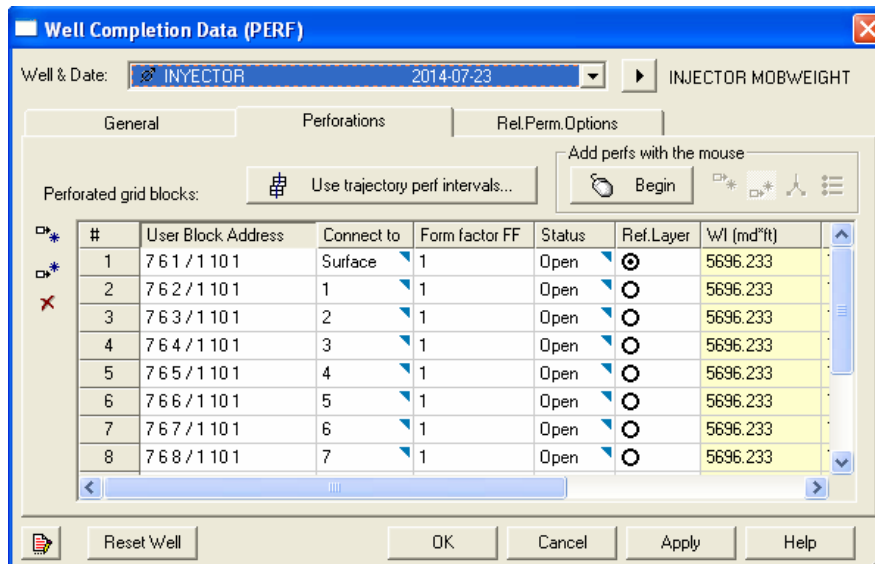 Well Completion Data (PERF)
Well & Date: INYECTOR 2014-07-23 INJECTOR MOBWEIGHT
General Perforations Rel.Perm.Options
Add perfs with the mouse
Perforated grid blocks: Use trajectory perf intervals... Begin
# User Block Address Connect to Form factor FF Status Ref.Layer WI (md*ft)
1 7 6 1 / 1 1 0 1 Surface 1 Open 5696.233
2 7 6 2 / 1 1 0 1 1 1 Open 5696.233
3 7 6 3 / 1 1 0 1 2 1 Open 5696.233
4 7 6 4 / 1 1 0 1 3 1 Open 5696.233
5 7 6 5 / 1 1 0 1 4 1 Open 5696.233
6 7 6 6 / 1 1 0 1 5 1 Open 5696.233
7 7 6 7 / 1 1 0 1 6 1 Open 5696.233
8 7 6 8 / 1 1 0 1 7 1 Open 5696.233
Reset Well OK Cancel Apply Help